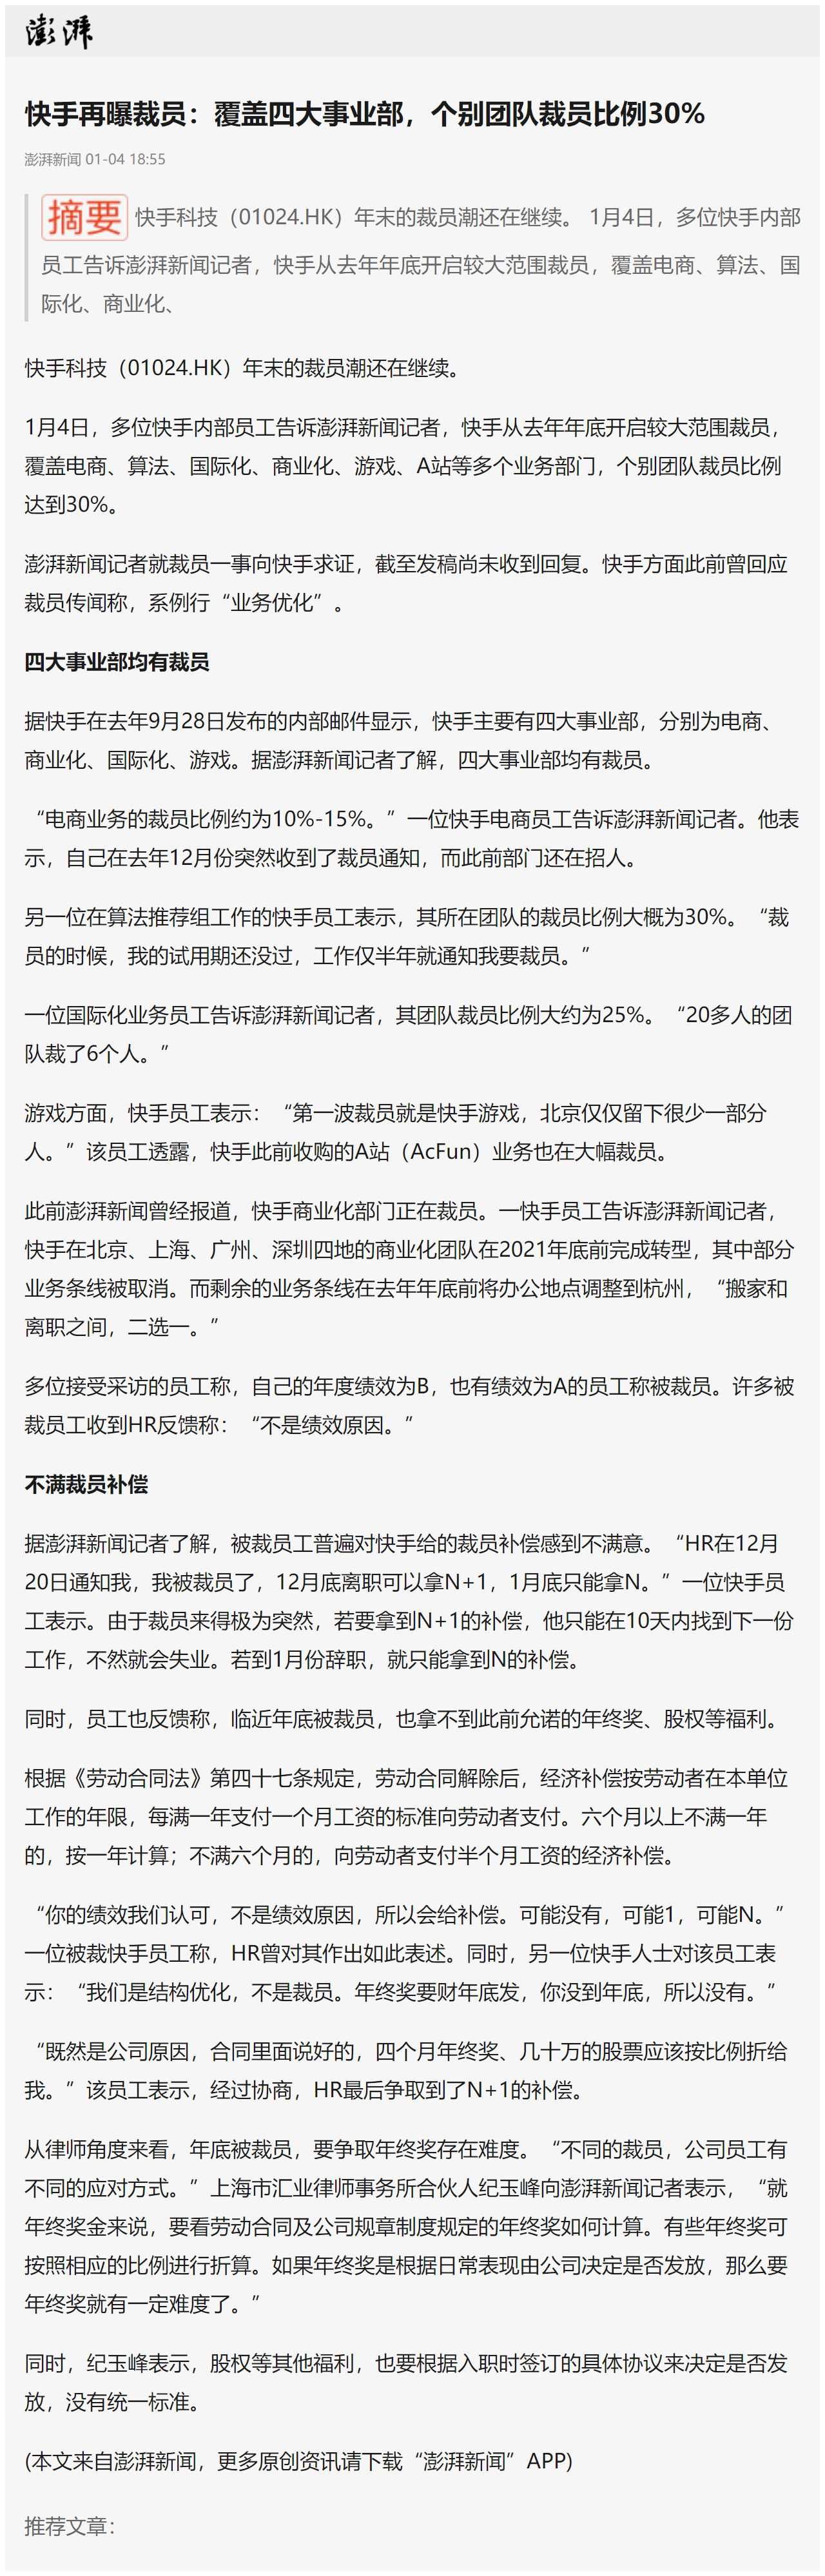 澎湃
快手再曝裁员：覆盖四大事业部，个别团队裁员比例30%
澎湃新闻 01-04 18:55
摘要 快手科技（01024.HK）年末的裁员潮还在继续。 1月4日，多位快手内部
员工告诉澎湃新闻记者，快手从去年年底开启较大范围裁员，覆盖电商、算法、国
际化、商业化、
快手科技（01024.HK）年末的裁员潮还在继续。
1月4日，多位快手内部员工告诉澎湃新闻记者，快手从去年年底开启较大范围裁员，
覆盖电商、算法、国际化、商业化、游戏、A站等多个业务部门，个别团队裁员比例
达到30%。
澎湃新闻记者就裁员一事向快手求证，截至发稿尚未收到回复。快手方面此前曾回应
裁员传闻称，系例行“业务优化”。
四大事业部均有裁员
据快手在去年9月28日发布的内部邮件显示，快手主要有四大事业部，分别为电商、
商业化、国际化、游戏。据澎湃新闻记者了解，四大事业部均有裁员。
“电商业务的裁员比例约为10%-15%。”一位快手电商员工告诉澎湃新闻记者。他表
示，自己在去年12月份突然收到了裁员通知，而此前部门还在招人。
另一位在算法推荐组工作的快手员工表示，其所在团队的裁员比例大概为30%。“裁
员的时候，我的试用期还没过，工作仅半年就通知我要裁员。”
一位国际化业务员工告诉澎湃新闻记者，其团队裁员比例大约为25%。“20多人的团
队裁了6个人。”
游戏方面，快手员工表示：“第一波裁员就是快手游戏，北京仅仅留下很少一部分
人。”该员工透露，快手此前收购的A站（AcFun）业务也在大幅裁员。
此前澎湃新闻曾经报道，快手商业化部门正在裁员。一快手员工告诉澎湃新闻记者，
快手在北京、上海、广州、深圳四地的商业化团队在2021年底前完成转型，其中部分
业务条线被取消。而剩余的业务条线在去年年底前将办公地点调整到杭州，“搬家和
离职之间，二选一。”
多位接受采访的员工称，自己的年度绩效为B，也有绩效为A的员工称被裁员。许多被
裁员工收到HR反馈称：“不是绩效原因。”
不满裁员补偿
据澎湃新闻记者了解，被裁员工普遍对快手给的裁员补偿感到不满意。“HR在12月
20日通知我，我被裁员了，12月底离职可以拿N+1，1月底只能拿N。”一位快手员
工表示。由于裁员来得极为突然，若要拿到N+1的补偿，他只能在10天内找到下一份
工作，不然就会失业。若到1月份辞职，就只能拿到N的补偿。
同时，员工也反馈称，临近年底被裁员，也拿不到此前允诺的年终奖、股权等福利。
根据《劳动合同法》第四十七条规定，劳动合同解除后，经济补偿按劳动者在本单位
工作的年限，每满一年支付一个月工资的标准向劳动者支付。六个月以上不满一年
的，按一年计算；不满六个月的，向劳动者支付半个月工资的经济补偿。
“你的绩效我们认可，不是绩效原因，所以会给补偿。可能没有，可能1，可能N。”
一位被裁快手员工称，HR曾对其作出如此表述。同时，另一位快手人士对该员工表
示：“我们是结构优化，不是裁员。年终奖要财年底发，你没到年底，所以没有。”
“既然是公司原因，合同里面说好的，四个月年终奖、几十万的股票应该按比例折给
我。”该员工表示，经过协商，HR最后争取到了N+1的补偿。
从律师角度来看，年底被裁员，要争取年终奖存在难度。“不同的裁员，公司员工有
不同的应对方式。”上海市汇业律师事务所合伙人纪玉峰向澎湃新闻记者表示，“就
年终奖金来说，要看劳动合同及公司规章制度规定的年终奖如何计算。有些年终奖可
按照相应的比例进行折算。如果年终奖是根据日常表现由公司决定是否发放，那么要
年终奖就有一定难度了。”
同时，纪玉峰表示，股权等其他福利，也要根据入职时签订的具体协议来决定是否发
放，没有统一标准。
(本文来自澎湃新闻，更多原创资讯请下载“澎湃新闻”APP)
推荐文章：